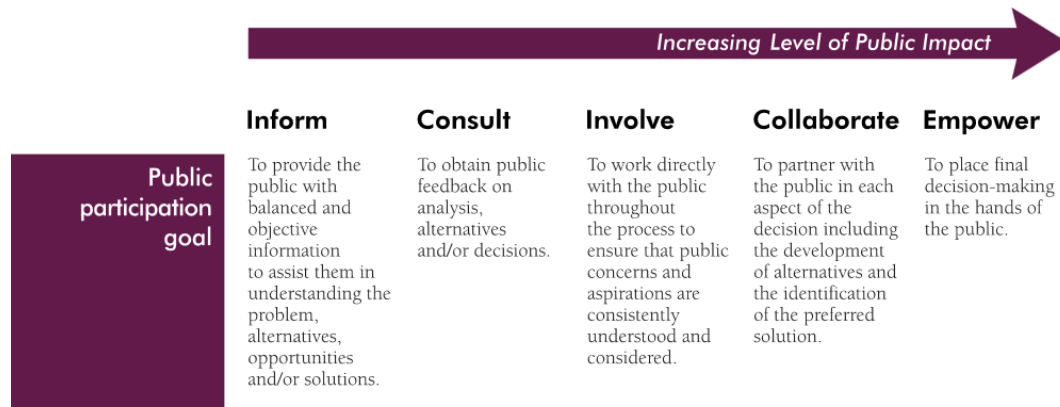 Increasing Level of Public Impact
Inform
Consult
Involve
Collaborate
Empower
Public
participation
goal
To provide the
public with
balanced and
objective
information
to assist them in
understanding the
problem,
alternatives,
opportunities
and/or solutions.
To obtain public
feedback on
analysis,
alternatives
and/or decisions.
To work directly
with the public
throughout
the process to
ensure that public
concerns and
aspirations are
consistently
understood and
considered.
To partner with
the public in each
aspect of the
decision including
the development
of alternatives and
the identification
of the preferred
solution.
To place final
decision-making
in the hands of
the public.